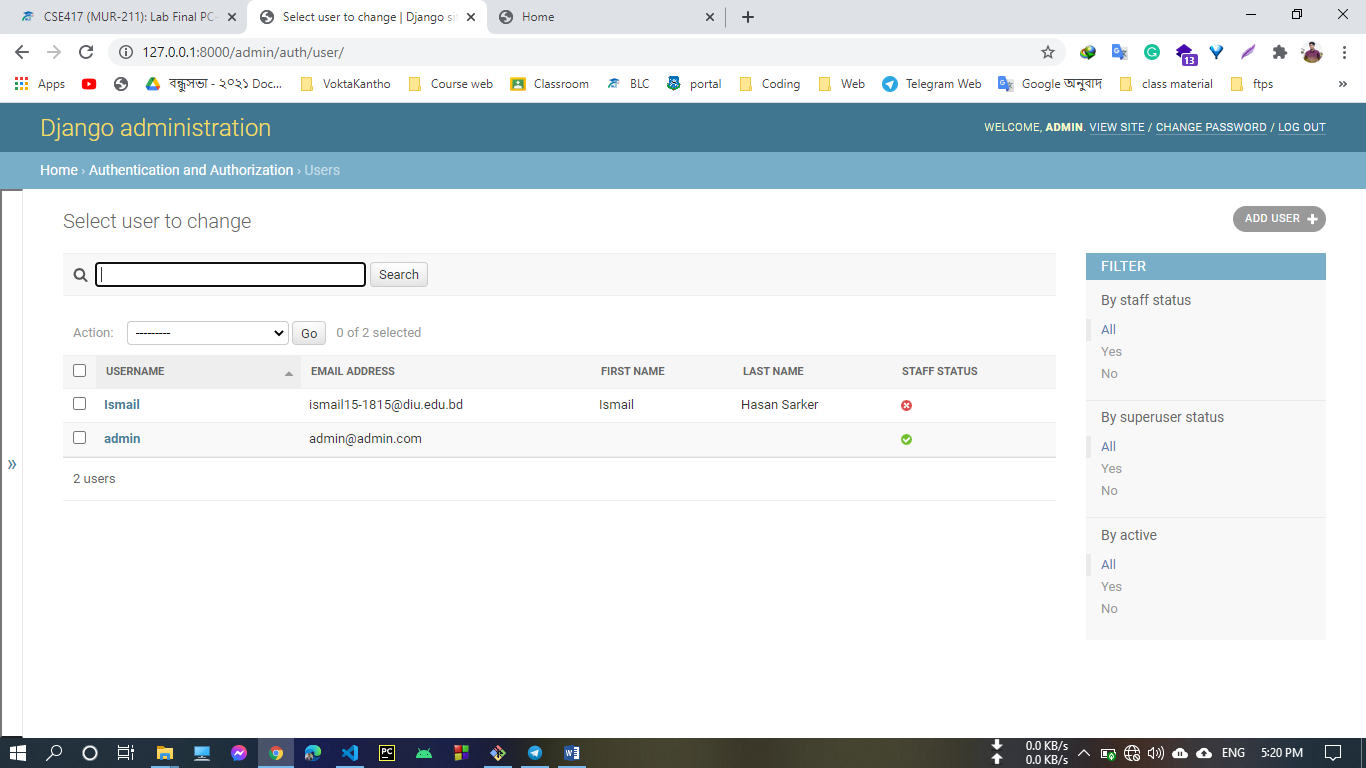 CSE417 (MUR-211): Lab Final PC-
Select user to change | Django si
Home
127.0.0.1:8000/admin/auth/user/
13
Apps
বন্ধুসভা - ২০২১ Doc...
VoktaKantho
Course web
Classroom
BLC
portal
Coding
Web
Telegram Web
Google অনুবাদ
class material
ftps
»
Django administration
WELCOME, ADMIN. VIEW SITE / CHANGE PASSWORD / LOG OUT
Home › Authentication and Authorization › Users
Select user to change
ADD USER +
Search
Action: --------- Go 0 of 2 selected
USERNAME EMAIL ADDRESS FIRST NAME LAST NAME STAFF STATUS
Ismail ismail15-1815@diu.edu.bd Ismail Hasan Sarker
admin admin@admin.com
2 users
»
FILTER
By staff status
All
Yes
No
By superuser status
All
Yes
No
By active
All
Yes
No
PC
0.0 KB/s
0.0 KB/s
ENG
5:20 PM